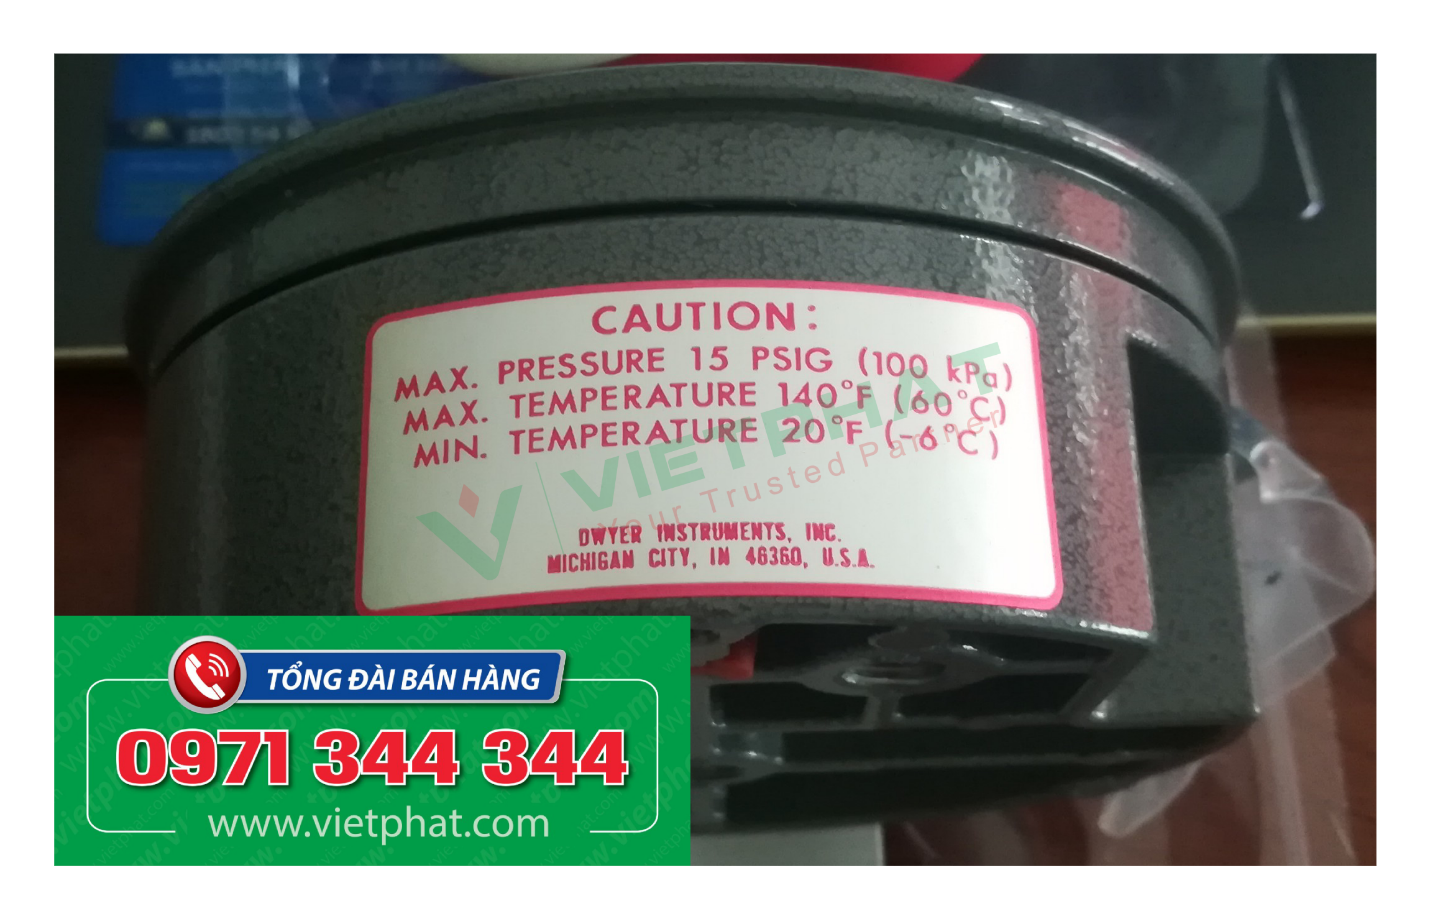 CAUTION:
MAX. PRESSURE 15 PSIG (100 kPa)
MAX. TEMPERATURE 140°F (60°C)
MIN. TEMPERATURE 20°F (-6°C)
VIETPHAT
Your Trusted Partner
DWYER INSTRUMENTS, INC.
MICHIGAN CITY, IN 46360, U.S.A.
TỔNG ĐÀI BÁN HÀNG
0971 344 344
www.vietphat.com